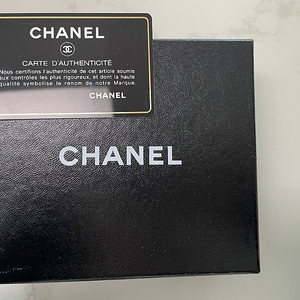 CHANEL
CARTE D'AUTHENTICITÉ
Nous certifions l'authenticité de cet article soumis
aux contrôles les plus rigoureux, et dont la haute
qualité symbolise le renom de notre Marque.
CHANEL
CHANEL